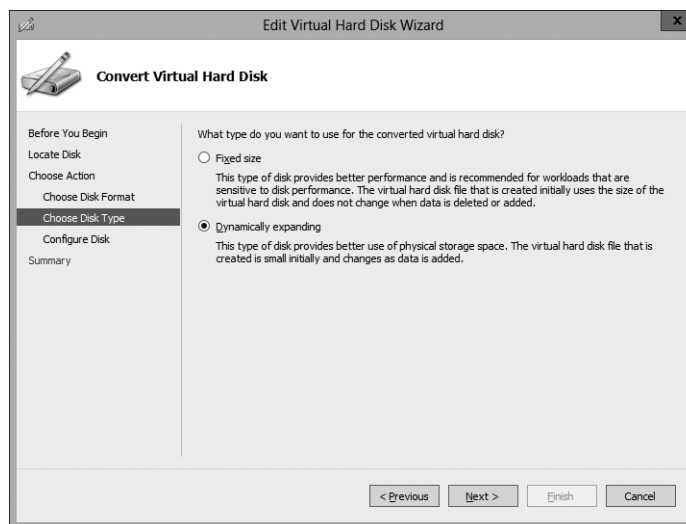 Edit Virtual Hard Disk Wizard
x
Convert Virtual Hard Disk
Before You Begin
Locate Disk
Choose Action
Choose Disk Format
Choose Disk Type
Configure Disk
Summary
What type do you want to use for the converted virtual hard disk?
Fixed size
This type of disk provides better performance and is recommended for workloads that are
sensitive to disk performance. The virtual hard disk file that is created initially uses the size of the
virtual hard disk and does not change when data is deleted or added.
Dynamically expanding
This type of disk provides better use of physical storage space. The virtual hard disk file that is
created is small initially and changes as data is added.
< Previous
Next >
Finish
Cancel